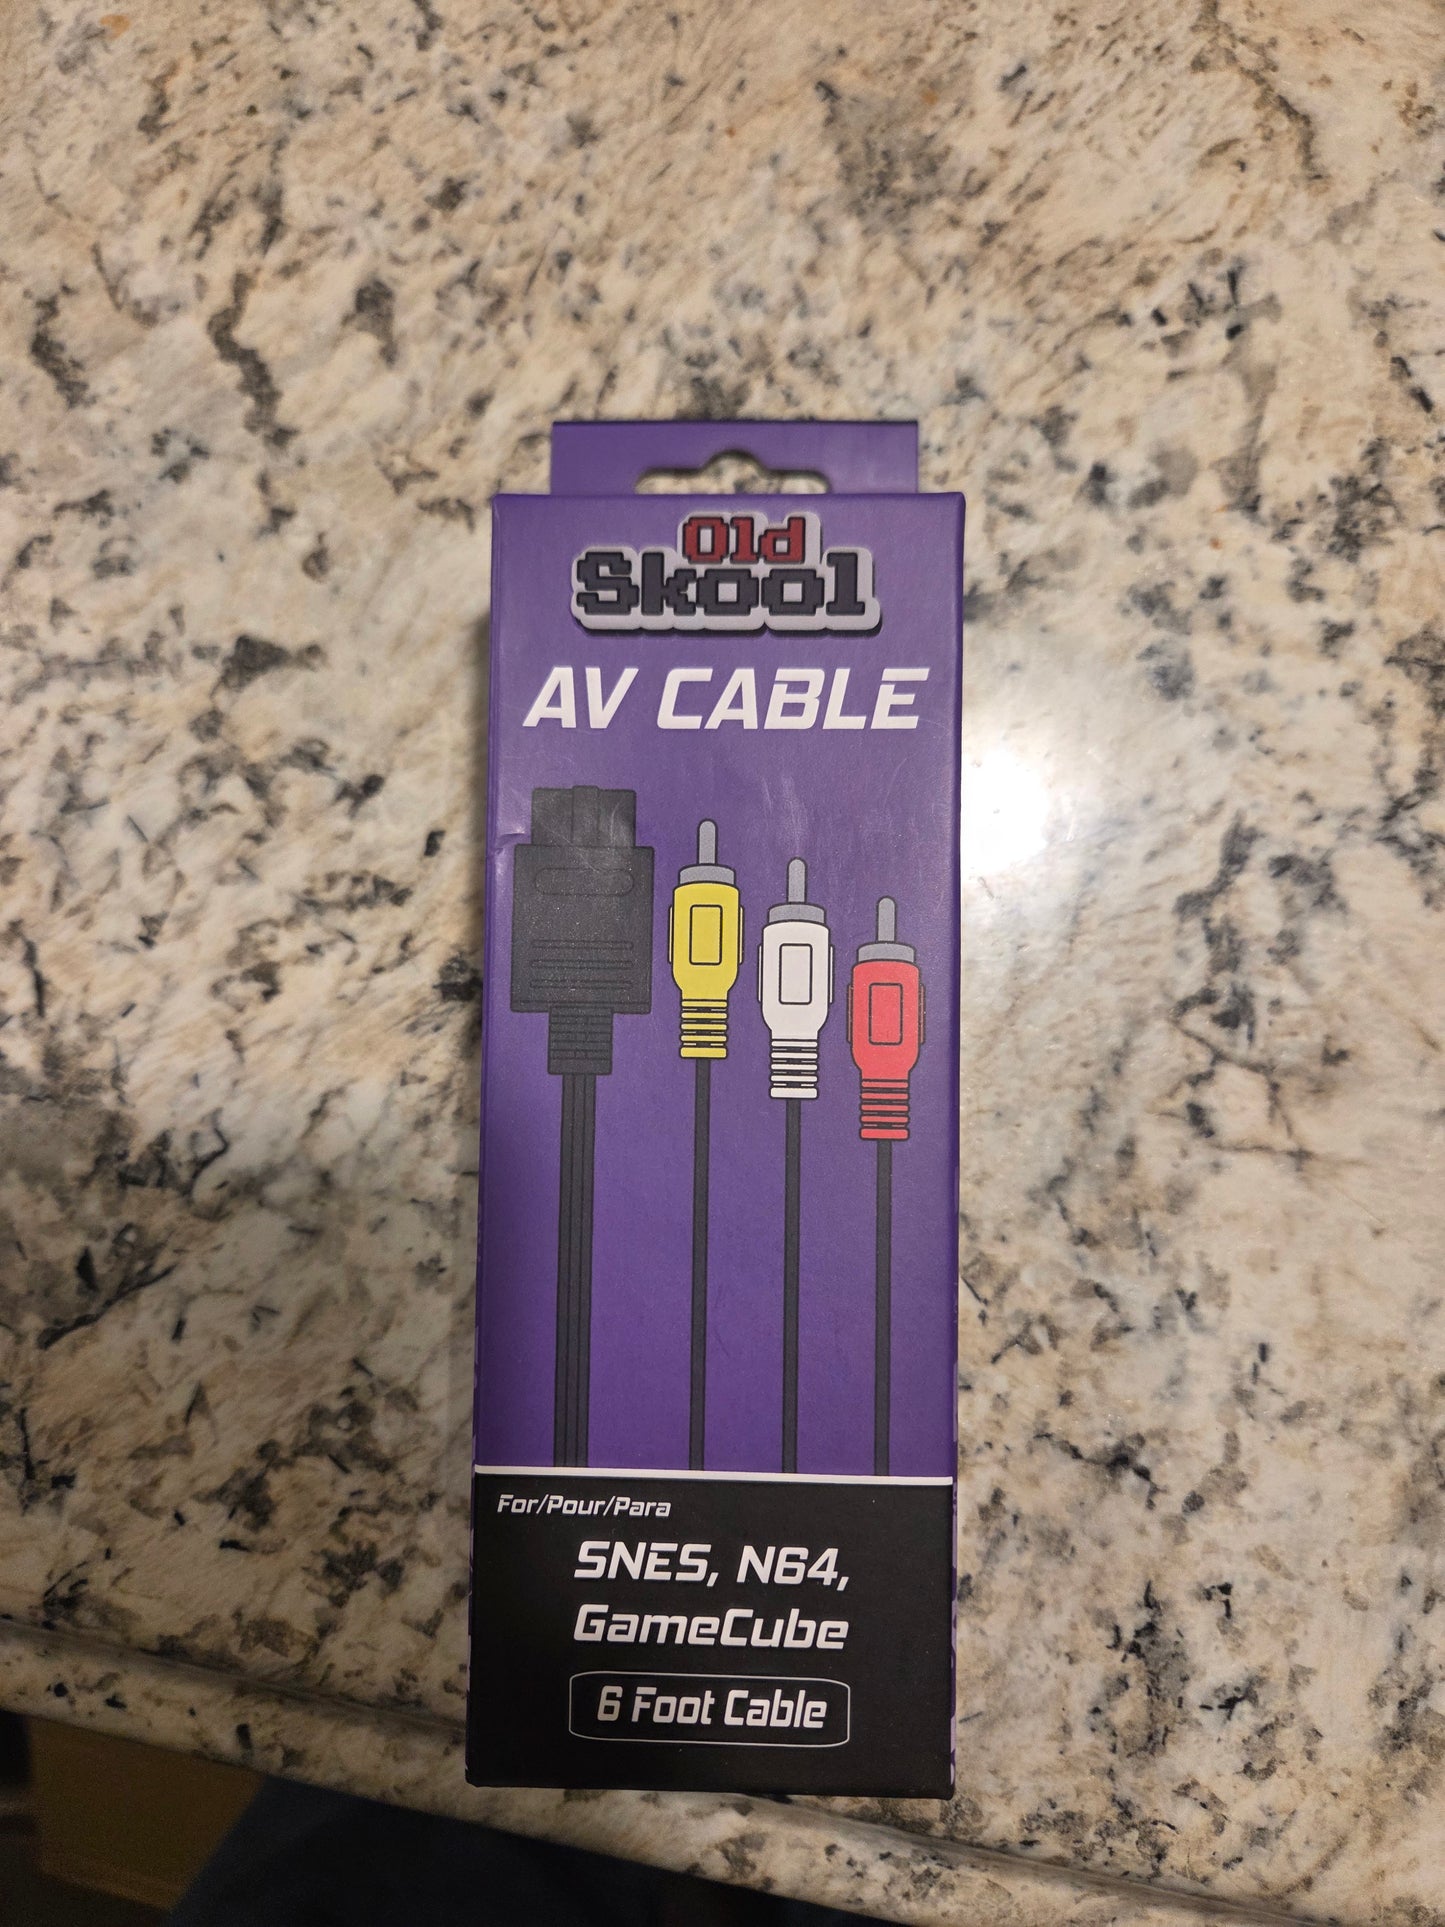 Old
Skool
AV CABLE
For/Pour/Para
SNES, N64,
GameCube
6 Foot Cable